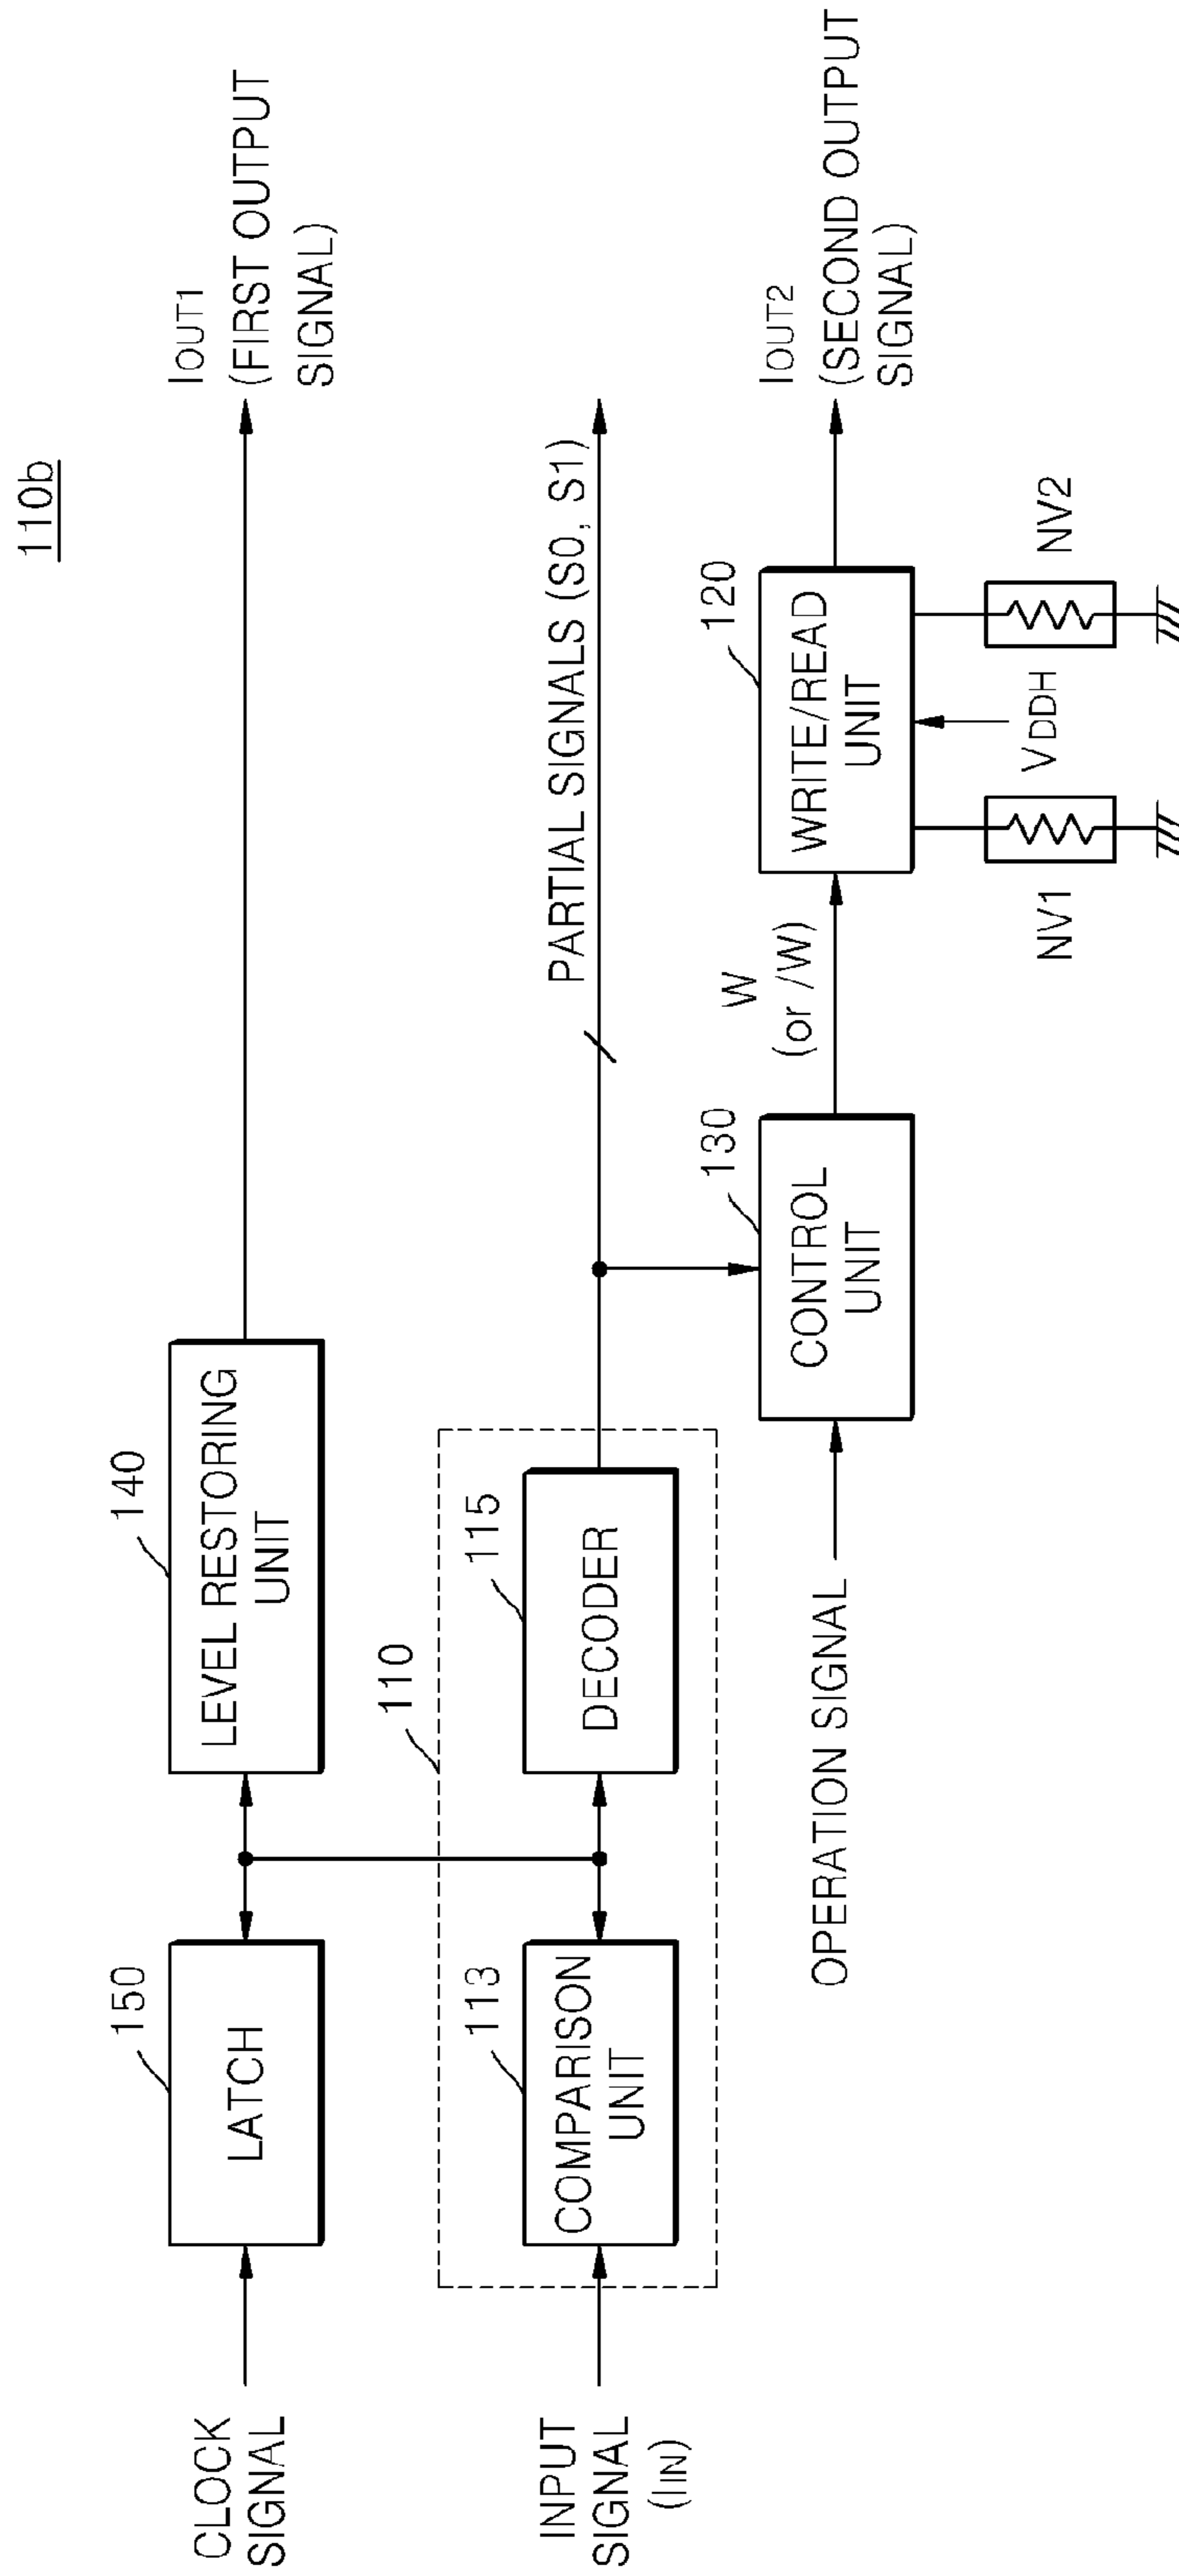 110b
CLOCK
SIGNAL
150
LATCH
140
LEVEL RESTORING
UNIT
IOUT1
(FIRST OUTPUT
SIGNAL)
110
INPUT
SIGNAL
(IIN)
113
COMPARISON
UNIT
115
DECODER
PARTIAL SIGNALS (S0, S1)
OPERATION SIGNAL
130
CONTROL
UNIT
W
(or /W)
120
WRITE/READ
UNIT
IOUT2
(SECOND OUTPUT
SIGNAL)
NV1
VDDH
NV2